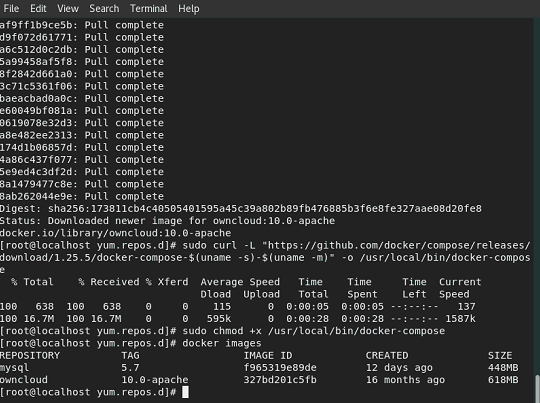 File Edit View Search Terminal Help
af9ff1b9ce5b: Pull complete
d9f072d61771: Pull complete
a6c512d0c2db: Pull complete
5a99458af5f8: Pull complete
8f2842d661a0: Pull complete
3c71c5361f06: Pull complete
baeacbad0a0c: Pull complete
e60049bf081a: Pull complete
0619078e32d3: Pull complete
a8e482ee2313: Pull complete
174d1b06857d: Pull complete
4a86c437f077: Pull complete
5e9ed4c3df2d: Pull complete
8a1479477c8e: Pull complete
8ab262044e9e: Pull complete
Digest: sha256:173811cb4c40505401595a45c39a802b89fb476885b3f6e8fe327aae08d20fe8
Status: Downloaded newer image for owncloud:10.0-apache
docker.io/library/owncloud:10.0-apache
[root@localhost yum.repos.d]# sudo curl -L "https://github.com/docker/compose/releases/
download/1.25.5/docker-compose-$(uname -s)-$(uname -m)" -o /usr/local/bin/docker-compos
e
% Total % Received % Xferd Average Speed Time Time Time Current
Dload Upload Total Spent Left Speed
100 638 100 638 0 0 115 0 0:00:05 0:00:05 --:--:-- 137
100 16.7M 100 16.7M 0 0 595k 0 0:00:28 0:00:28 --:--:-- 1587k
[root@localhost yum.repos.d]# sudo chmod +x /usr/local/bin/docker-compose
[root@localhost yum.repos.d]# docker images
REPOSITORY TAG IMAGE ID CREATED SIZE
mysql 5.7 f965319e89de 12 days ago 448MB
owncloud 10.0-apache 327bd201c5fb 16 months ago 618MB
[root@localhost yum.repos.d]#